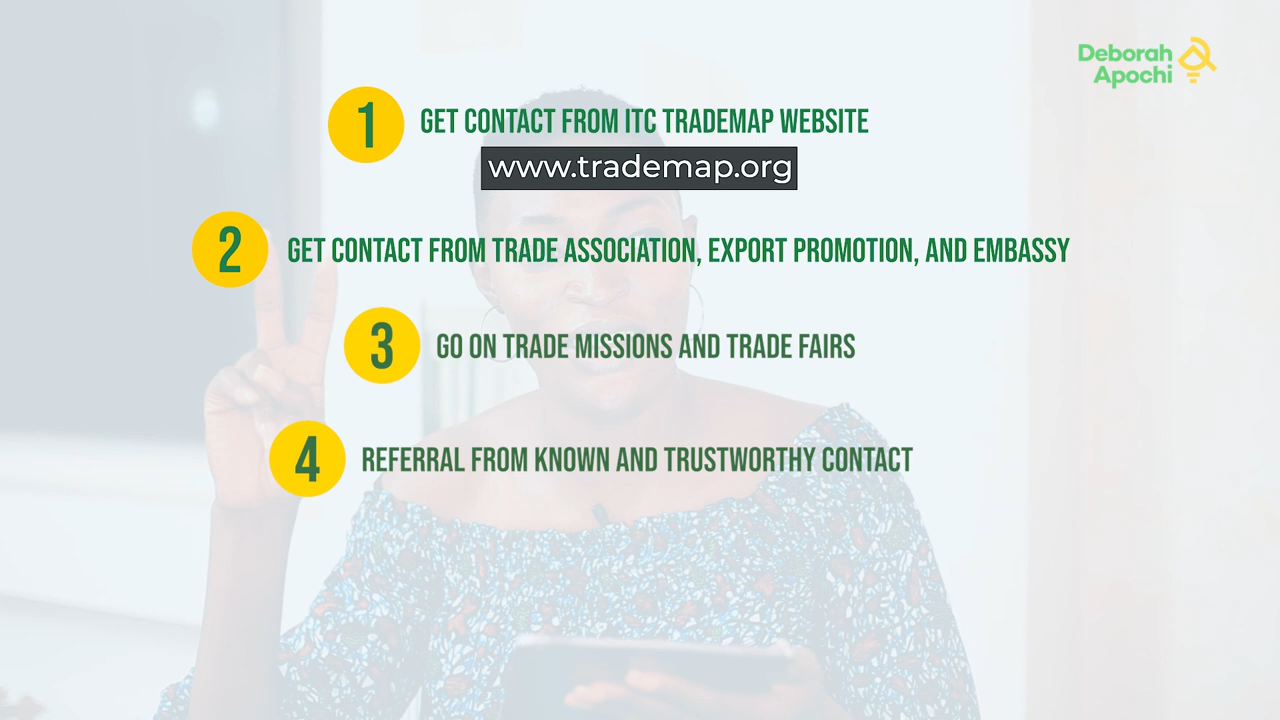 Deborah
Apochi
1 GET CONTACT FROM ITC TRADEMAP WEBSITE
www.trademap.org
2 GET CONTACT FROM TRADE ASSOCIATION, EXPORT PROMOTION, AND EMBASSY
3 GO ON TRADE MISSIONS AND TRADE FAIRS
4 REFERRAL FROM KNOWN AND TRUSTWORTHY CONTACT